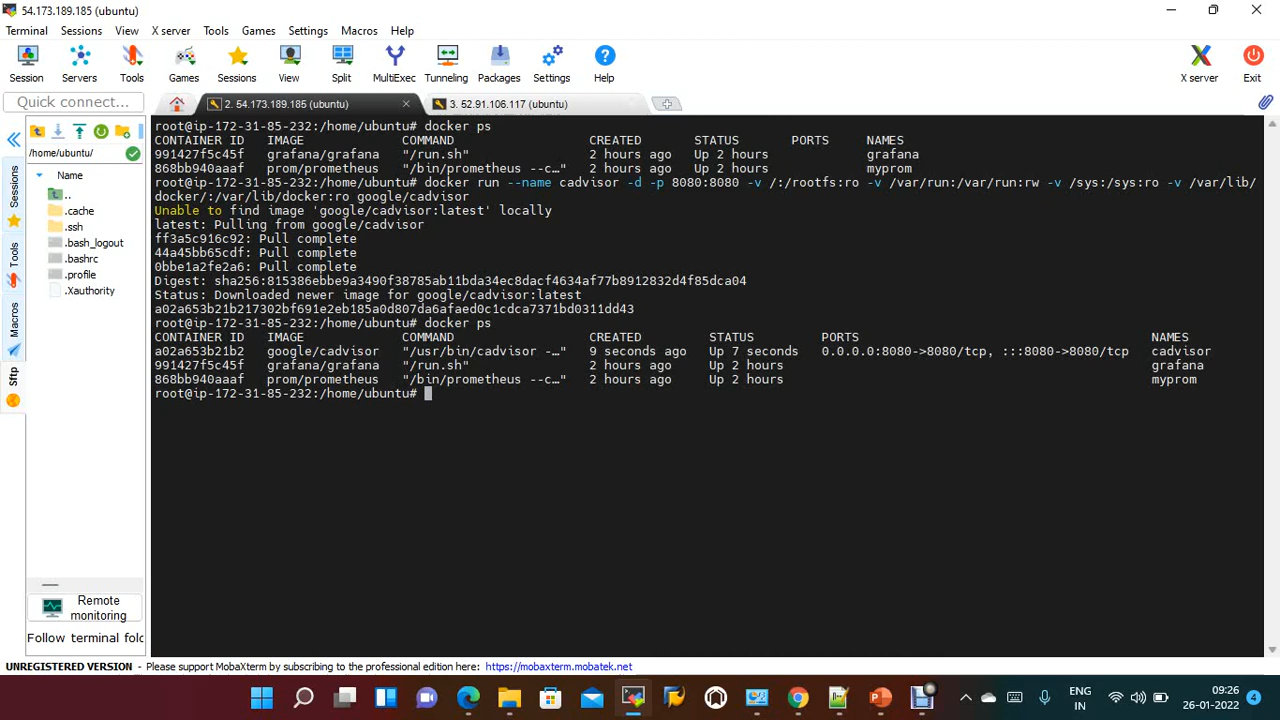 54.173.189.185 (ubuntu)
Terminal Sessions View X server Tools Games Settings Macros Help
Session Servers Tools Games Sessions View Split MultiExec Tunneling Packages Settings Help X server Exit
Quick connect...
2. 54.173.189.185 (ubuntu)
3. 52.91.106.117 (ubuntu)
/home/ubuntu/
Name
..
.cache
.ssh
.bash_logout
.bashrc
.profile
.Xauthority
Sessions
Tools
Macros
Sftp
Remote
monitoring
Follow terminal fold
root@ip-172-31-85-232:/home/ubuntu# docker ps
CONTAINER ID IMAGE COMMAND CREATED STATUS PORTS NAMES
991427f5c45f grafana/grafana "/run.sh" 2 hours ago Up 2 hours grafana
868bb940aaaf prom/prometheus "/bin/prometheus --c…" 2 hours ago Up 2 hours myprom
root@ip-172-31-85-232:/home/ubuntu# docker run --name cadvisor -d -p 8080:8080 -v /:/rootfs:ro -v /var/run:/var/run:rw -v /sys:/sys:ro -v /var/lib/
docker/:/var/lib/docker:ro google/cadvisor
Unable to find image 'google/cadvisor:latest' locally
latest: Pulling from google/cadvisor
ff3a5c916c92: Pull complete
44a45bb65cdf: Pull complete
0bbe1a2fe2a6: Pull complete
Digest: sha256:815386ebbe9a3490f38785ab11bda34ec8dacf4634af77b8912832d4f85dca04
Status: Downloaded newer image for google/cadvisor:latest
a02a653b21b217302bf691e2eb185a0d807da6afaed0c1cdca7371bd0311dd43
root@ip-172-31-85-232:/home/ubuntu# docker ps
CONTAINER ID IMAGE COMMAND CREATED STATUS PORTS NAMES
a02a653b21b2 google/cadvisor "/usr/bin/cadvisor -…" 9 seconds ago Up 7 seconds 0.0.0.0:8080->8080/tcp, :::8080->8080/tcp cadvisor
991427f5c45f grafana/grafana "/run.sh" 2 hours ago Up 2 hours grafana
868bb940aaaf prom/prometheus "/bin/prometheus --c…" 2 hours ago Up 2 hours myprom
root@ip-172-31-85-232:/home/ubuntu#
UNREGISTERED VERSION - Please support MobaXterm by subscribing to the professional edition here: https://mobaxterm.mobatek.net
ENG
IN
09:26
26-01-2022
4